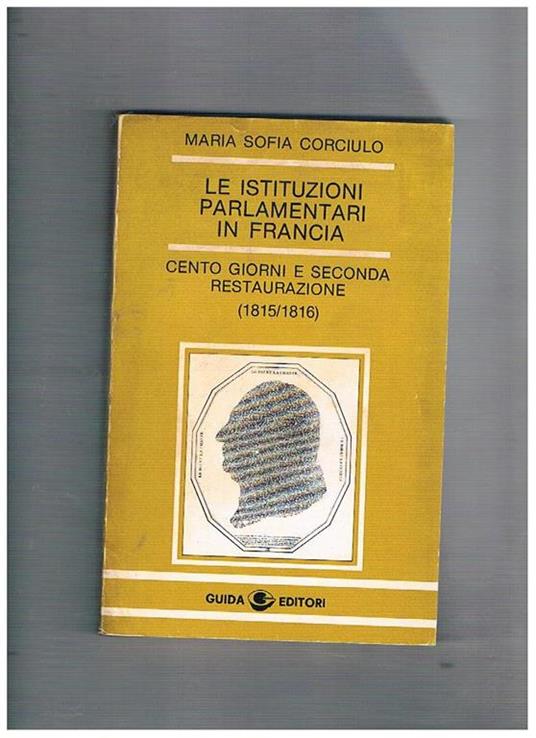 MARIA SOFIA CORCIULO
LE ISTITUZIONI
PARLAMENTARI
IN FRANCIA
CENTO GIORNI E SECONDA
RESTAURAZIONE
(1815/1816)
GUIDA EDITORI